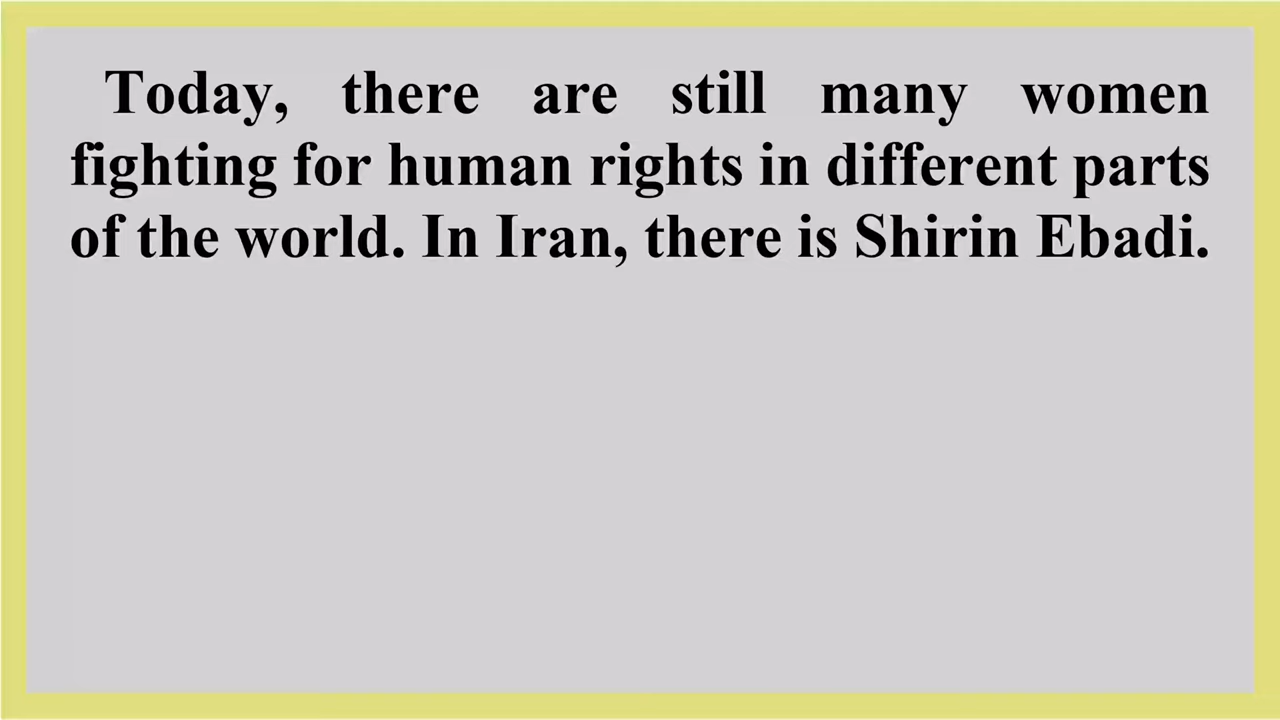 Today, there are still many women
fighting for human rights in different parts
of the world. In Iran, there is Shirin Ebadi.